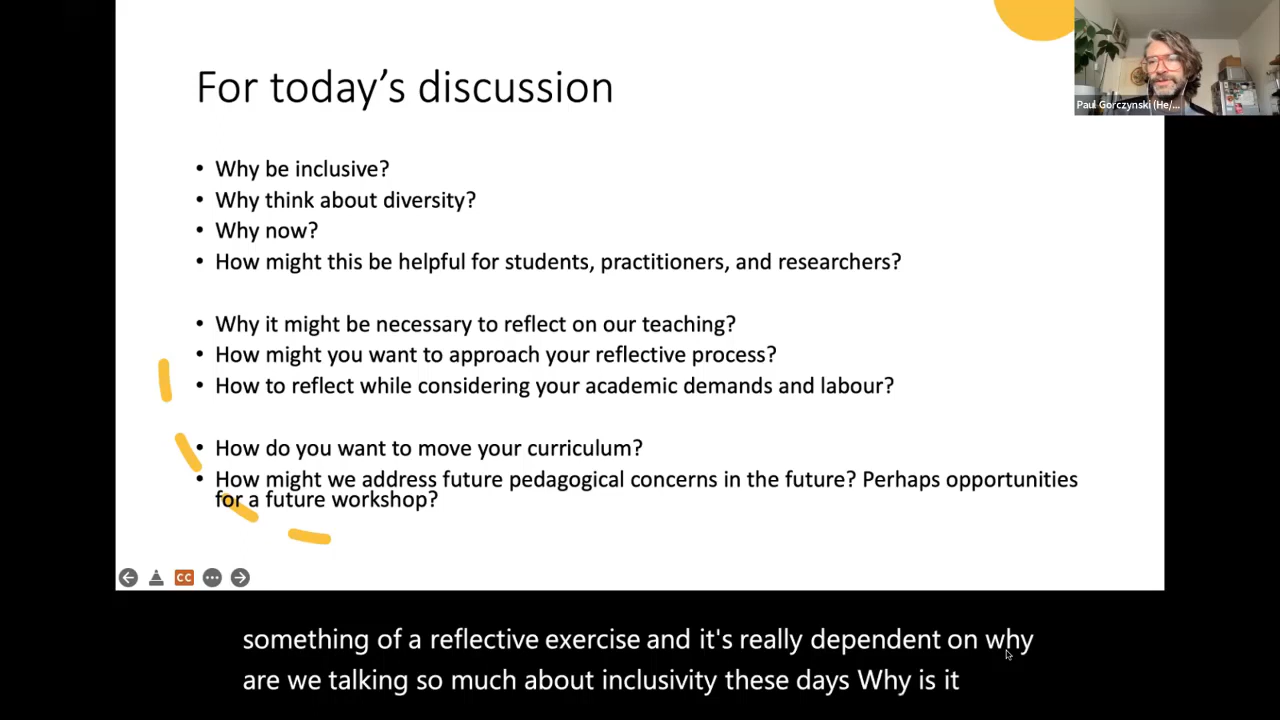 For today's discussion
Paul Gorczynski (He/...
• Why be inclusive?
• Why think about diversity?
• Why now?
• How might this be helpful for students, practitioners, and researchers?
• Why it might be necessary to reflect on our teaching?
• How might you want to approach your reflective process?
• How to reflect while considering your academic demands and labour?
• How do you want to move your curriculum?
• How might we address future pedagogical concerns in the future? Perhaps opportunities
for a future workshop?
CC
something of a reflective exercise and it's really dependent on why
are we talking so much about inclusivity these days Why is it